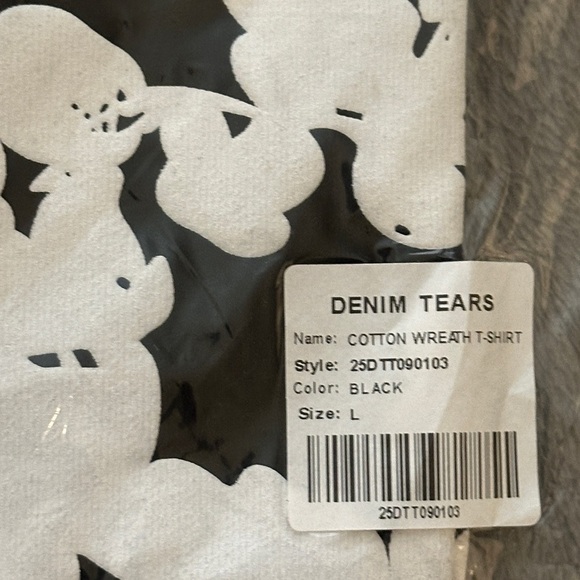 DENIM TEARS
Name: COTTON WREATH T-SHIRT
Style: 25DTT090103
Color: BLACK
Size: L
25DTT090103